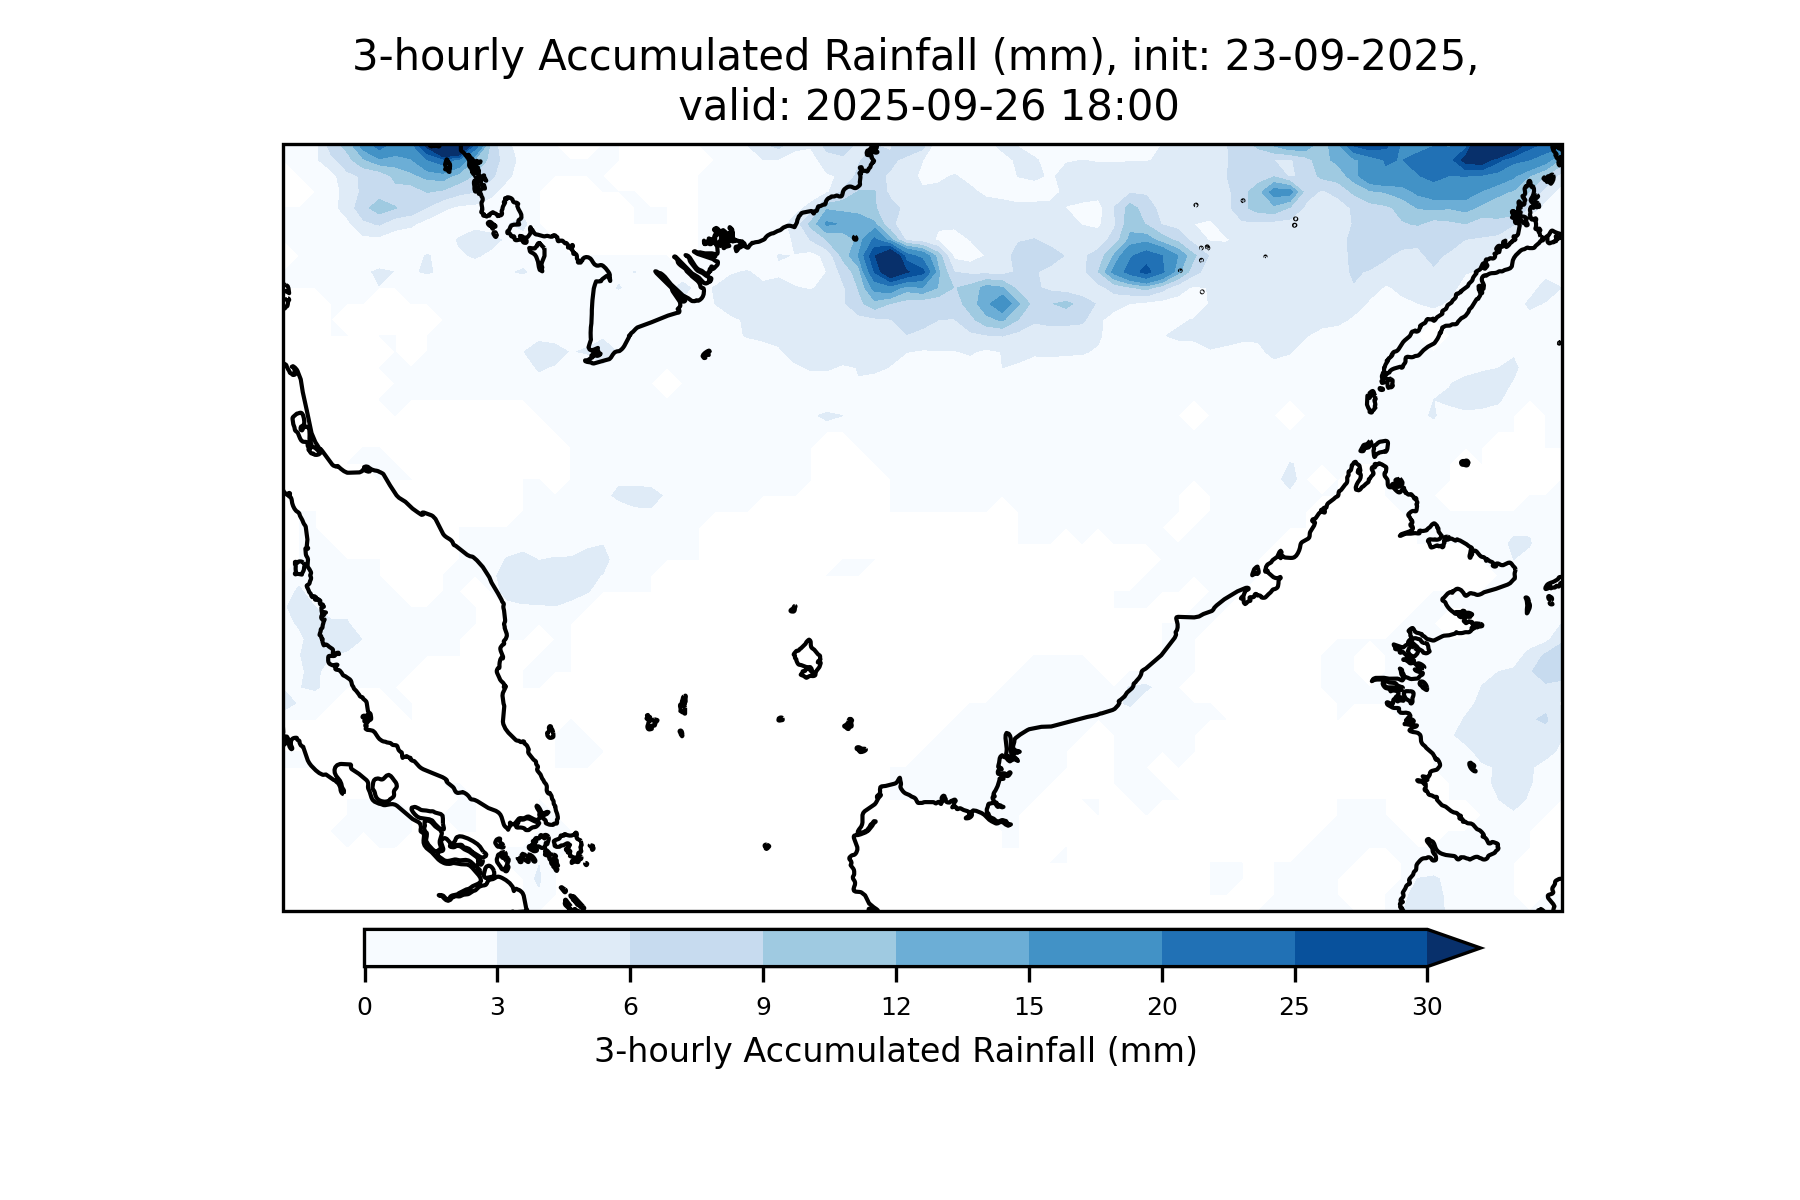 3-hourly Accumulated Rainfall (mm), init: 23-09-2025,
valid: 2025-09-26 18:00
0 3 6 9 12 15 20 25 30
3-hourly Accumulated Rainfall (mm)